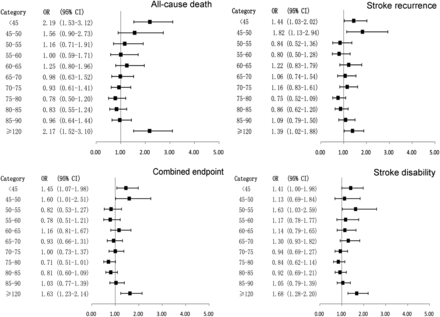 All-cause death
Category OR (95% CI)
<45 2.19 (1.53-3.12)
45-50 1.56 (0.90-2.73)
50-55 1.16 (0.71-1.91)
55-60 1.00 (0.59-1.71)
60-65 1.25 (0.80-1.96)
65-70 0.98 (0.63-1.52)
70-75 0.93 (0.61-1.41)
75-80 0.78 (0.50-1.20)
80-85 0.83 (0.55-1.24)
85-90 0.96 (0.64-1.44)
≥120 2.17 (1.52-3.10)
0.00 1.00 2.00 3.00 4.00 5.00
Stroke recurrence
Category OR (95% CI)
<45 1.44 (1.03-2.02)
45-50 1.82 (1.13-2.94)
50-55 0.84 (0.52-1.36)
55-60 0.80 (0.50-1.28)
60-65 1.22 (0.83-1.79)
65-70 1.06 (0.74-1.54)
70-75 1.16 (0.83-1.61)
75-80 0.75 (0.52-1.09)
80-85 0.86 (0.62-1.20)
85-90 1.09 (0.79-1.50)
≥120 1.39 (1.02-1.88)
0.00 1.00 2.00 3.00 4.00 5.00
Combined endpoint
Category OR (95% CI)
<45 1.45 (1.07-1.98)
45-50 1.60 (1.01-2.51)
50-55 0.82 (0.53-1.27)
55-60 0.78 (0.51-1.21)
60-65 1.16 (0.81-1.67)
65-70 0.93 (0.66-1.31)
70-75 1.00 (0.73-1.37)
75-80 0.71 (0.51-1.01)
80-85 0.81 (0.60-1.09)
85-90 1.03 (0.77-1.39)
≥120 1.63 (1.23-2.14)
0.00 1.00 2.00 3.00 4.00 5.00
Stroke disability
Category OR (95% CI)
<45 1.41 (1.00-1.98)
45-50 1.13 (0.69-1.84)
50-55 1.63 (1.03-2.59)
55-60 1.17 (0.78-1.77)
60-65 1.14 (0.79-1.65)
65-70 1.30 (0.93-1.82)
70-75 0.94 (0.69-1.27)
75-80 0.84 (0.62-1.14)
80-85 0.92 (0.69-1.21)
85-90 1.05 (0.79-1.39)
≥120 1.68 (1.28-2.20)
0.00 1.00 2.00 3.00 4.00 5.00